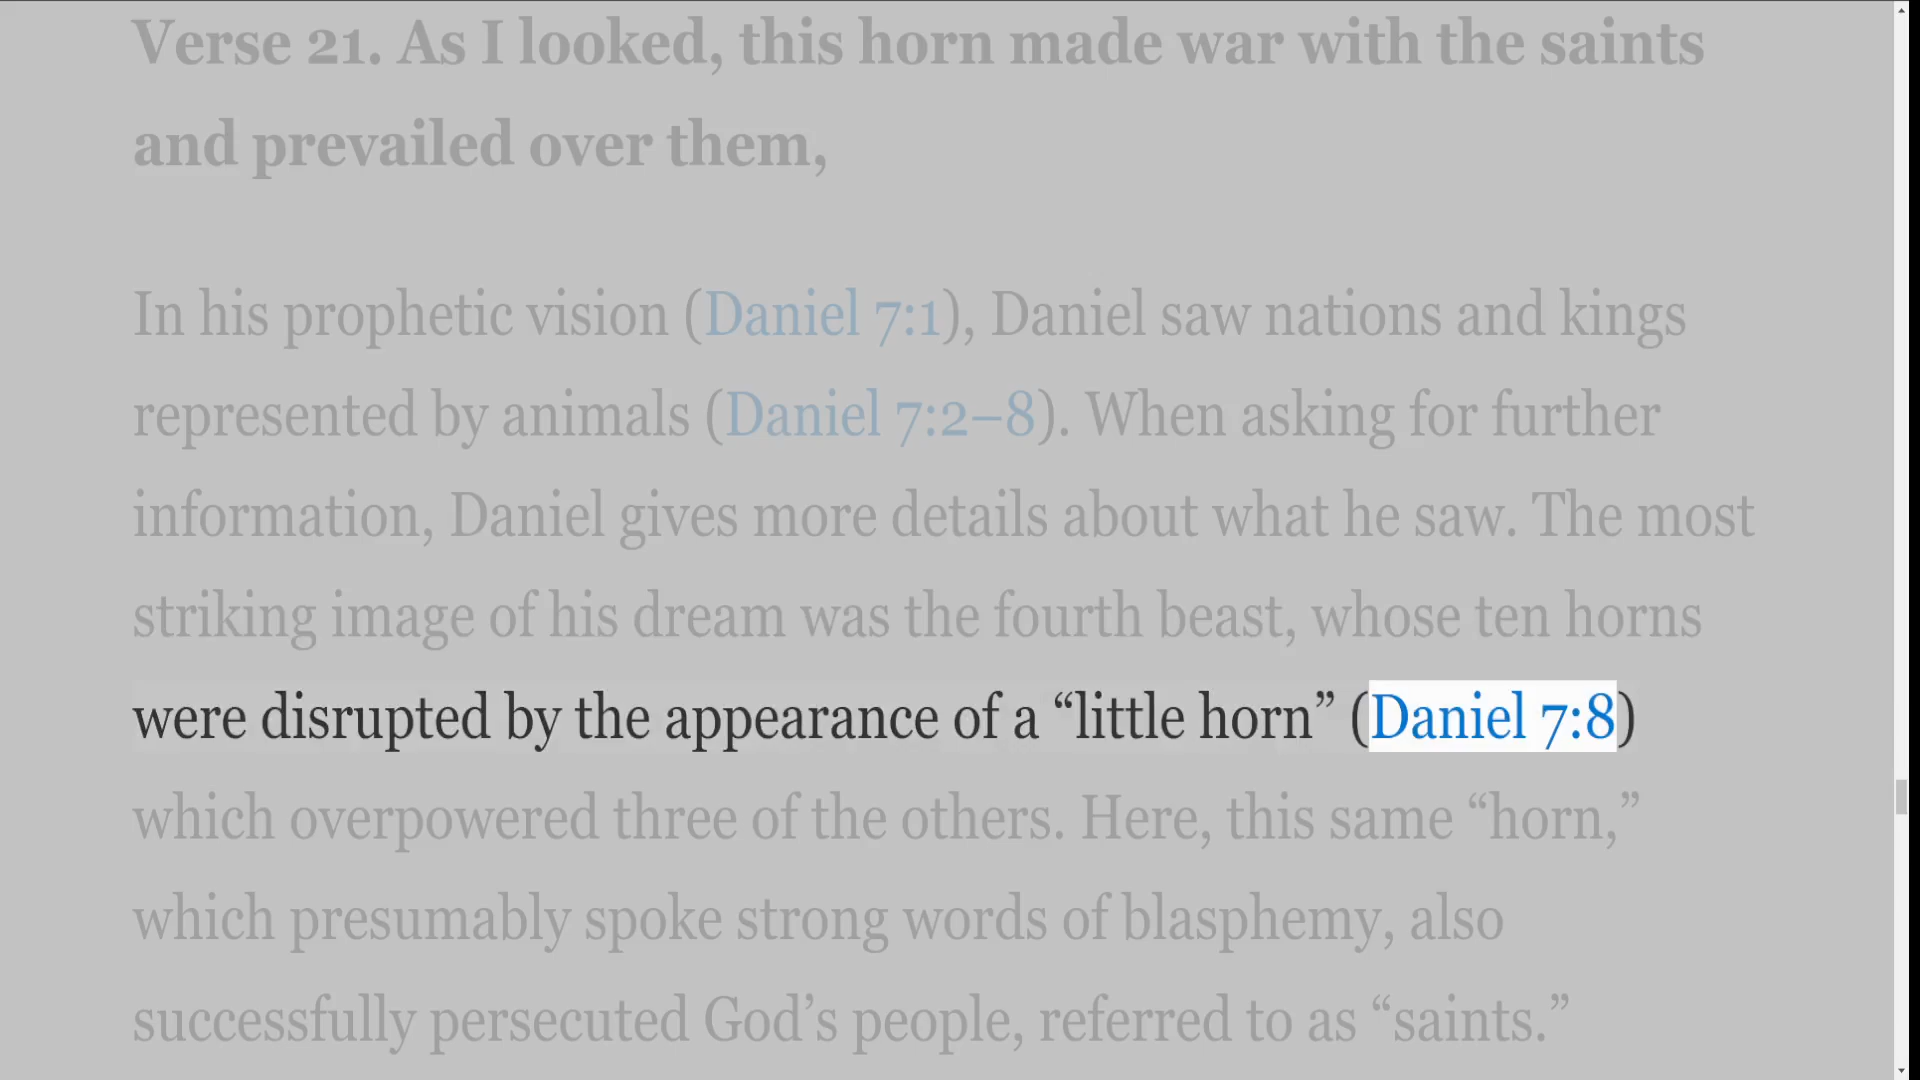 Verse 21. As I looked, this horn made war with the saints
and prevailed over them,
In his prophetic vision (Daniel 7:1), Daniel saw nations and kings
represented by animals (Daniel 7:2–8). When asking for further
information, Daniel gives more details about what he saw. The most
striking image of his dream was the fourth beast, whose ten horns
were disrupted by the appearance of a “little horn” (Daniel 7:8)
which overpowered three of the others. Here, this same “horn,”
which presumably spoke strong words of blasphemy, also
successfully persecuted God’s people, referred to as “saints.”